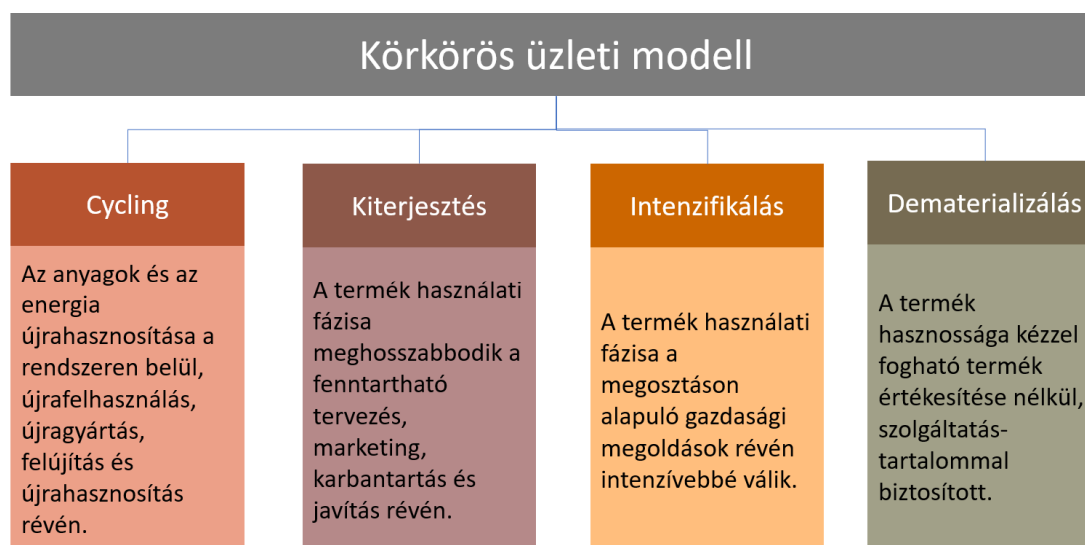 Körkörös üzleti modell
Cycling
Az anyagok és az
energia
újrahasznosítása a
rendszeren belül,
újrafelhasználás,
újragyártás,
felújítás és
újrahasznosítás
révén.
Kiterjesztés
A termék használati
fázisa
meghosszabbodik a
fenntartható
tervezés,
marketing,
karbantartás és
javítás révén.
Intenzifikálás
A termék használati
fázisa a
megosztáson
alapuló gazdasági
megoldások révén
intenzívebbé válik.
Dematerializálás
A termék
hasznossága kézzel
fogható termék
értékesítése nélkül,
szolgáltatás-
tartalommal
biztosított.